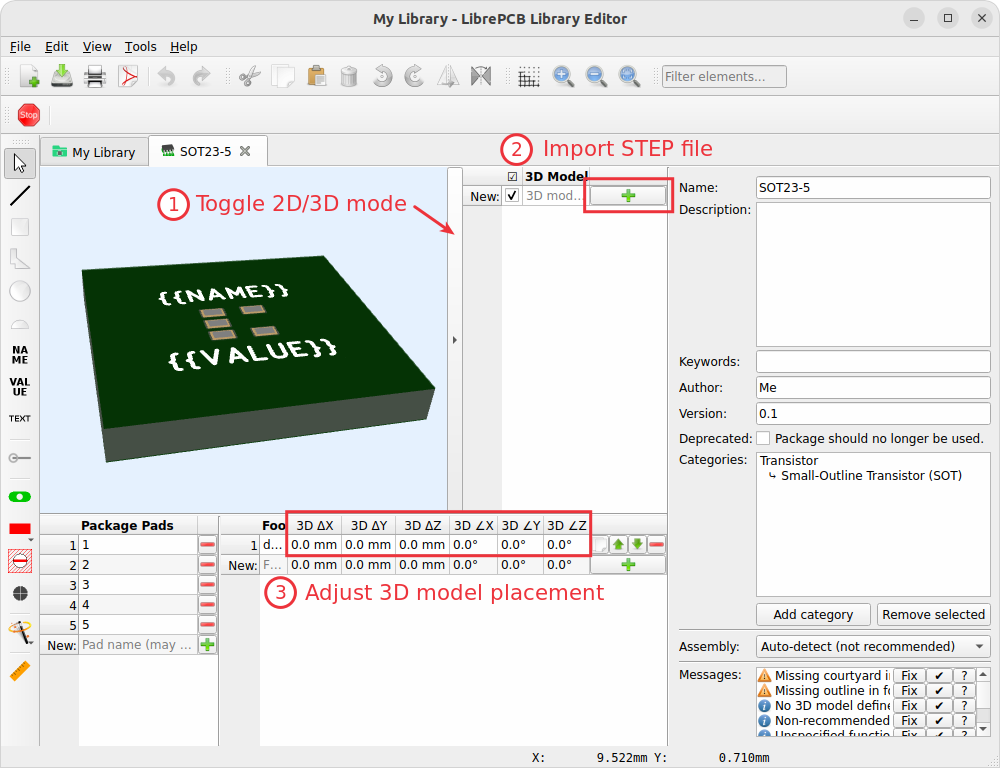 My Library - LibrePCB Library Editor
File Edit View Tools Help
Filter elements...
Stop
My Library SOT23-5
2 Import STEP file
☑ 3D Model
New: 3D mod...
1 Toggle 2D/3D mode
{{NAME}}
{{VALUE}}
NA
ME
VAL
UE
TEXT
Name: SOT23-5
Description:
Keywords:
Author: Me
Version: 0.1
Deprecated: Package should no longer be used.
Categories: Transistor
Small-Outline Transistor (SOT)
Add category Remove selected
Assembly: Auto-detect (not recommended)
Messages: Missing courtyard i Fix ✔ ?
Missing outline in fo Fix ✔ ?
No 3D model define Fix ✔ ?
Non-recommended Fix ✔ ?
Unspecified functio Fix ✔ ?
Package Pads
1 1
2 2
3 3
4 4
5 5
New: Pad name (may ...
Foo 3D ΔX 3D ΔY 3D ΔZ 3D ∠X 3D ∠Y 3D ∠Z
1 d... 0.0 mm 0.0 mm 0.0 mm 0.0° 0.0° 0.0°
New: F... 0.0 mm 0.0 mm 0.0 mm 0.0° 0.0° 0.0°
3 Adjust 3D model placement
X: 9.522mm Y: 0.710mm